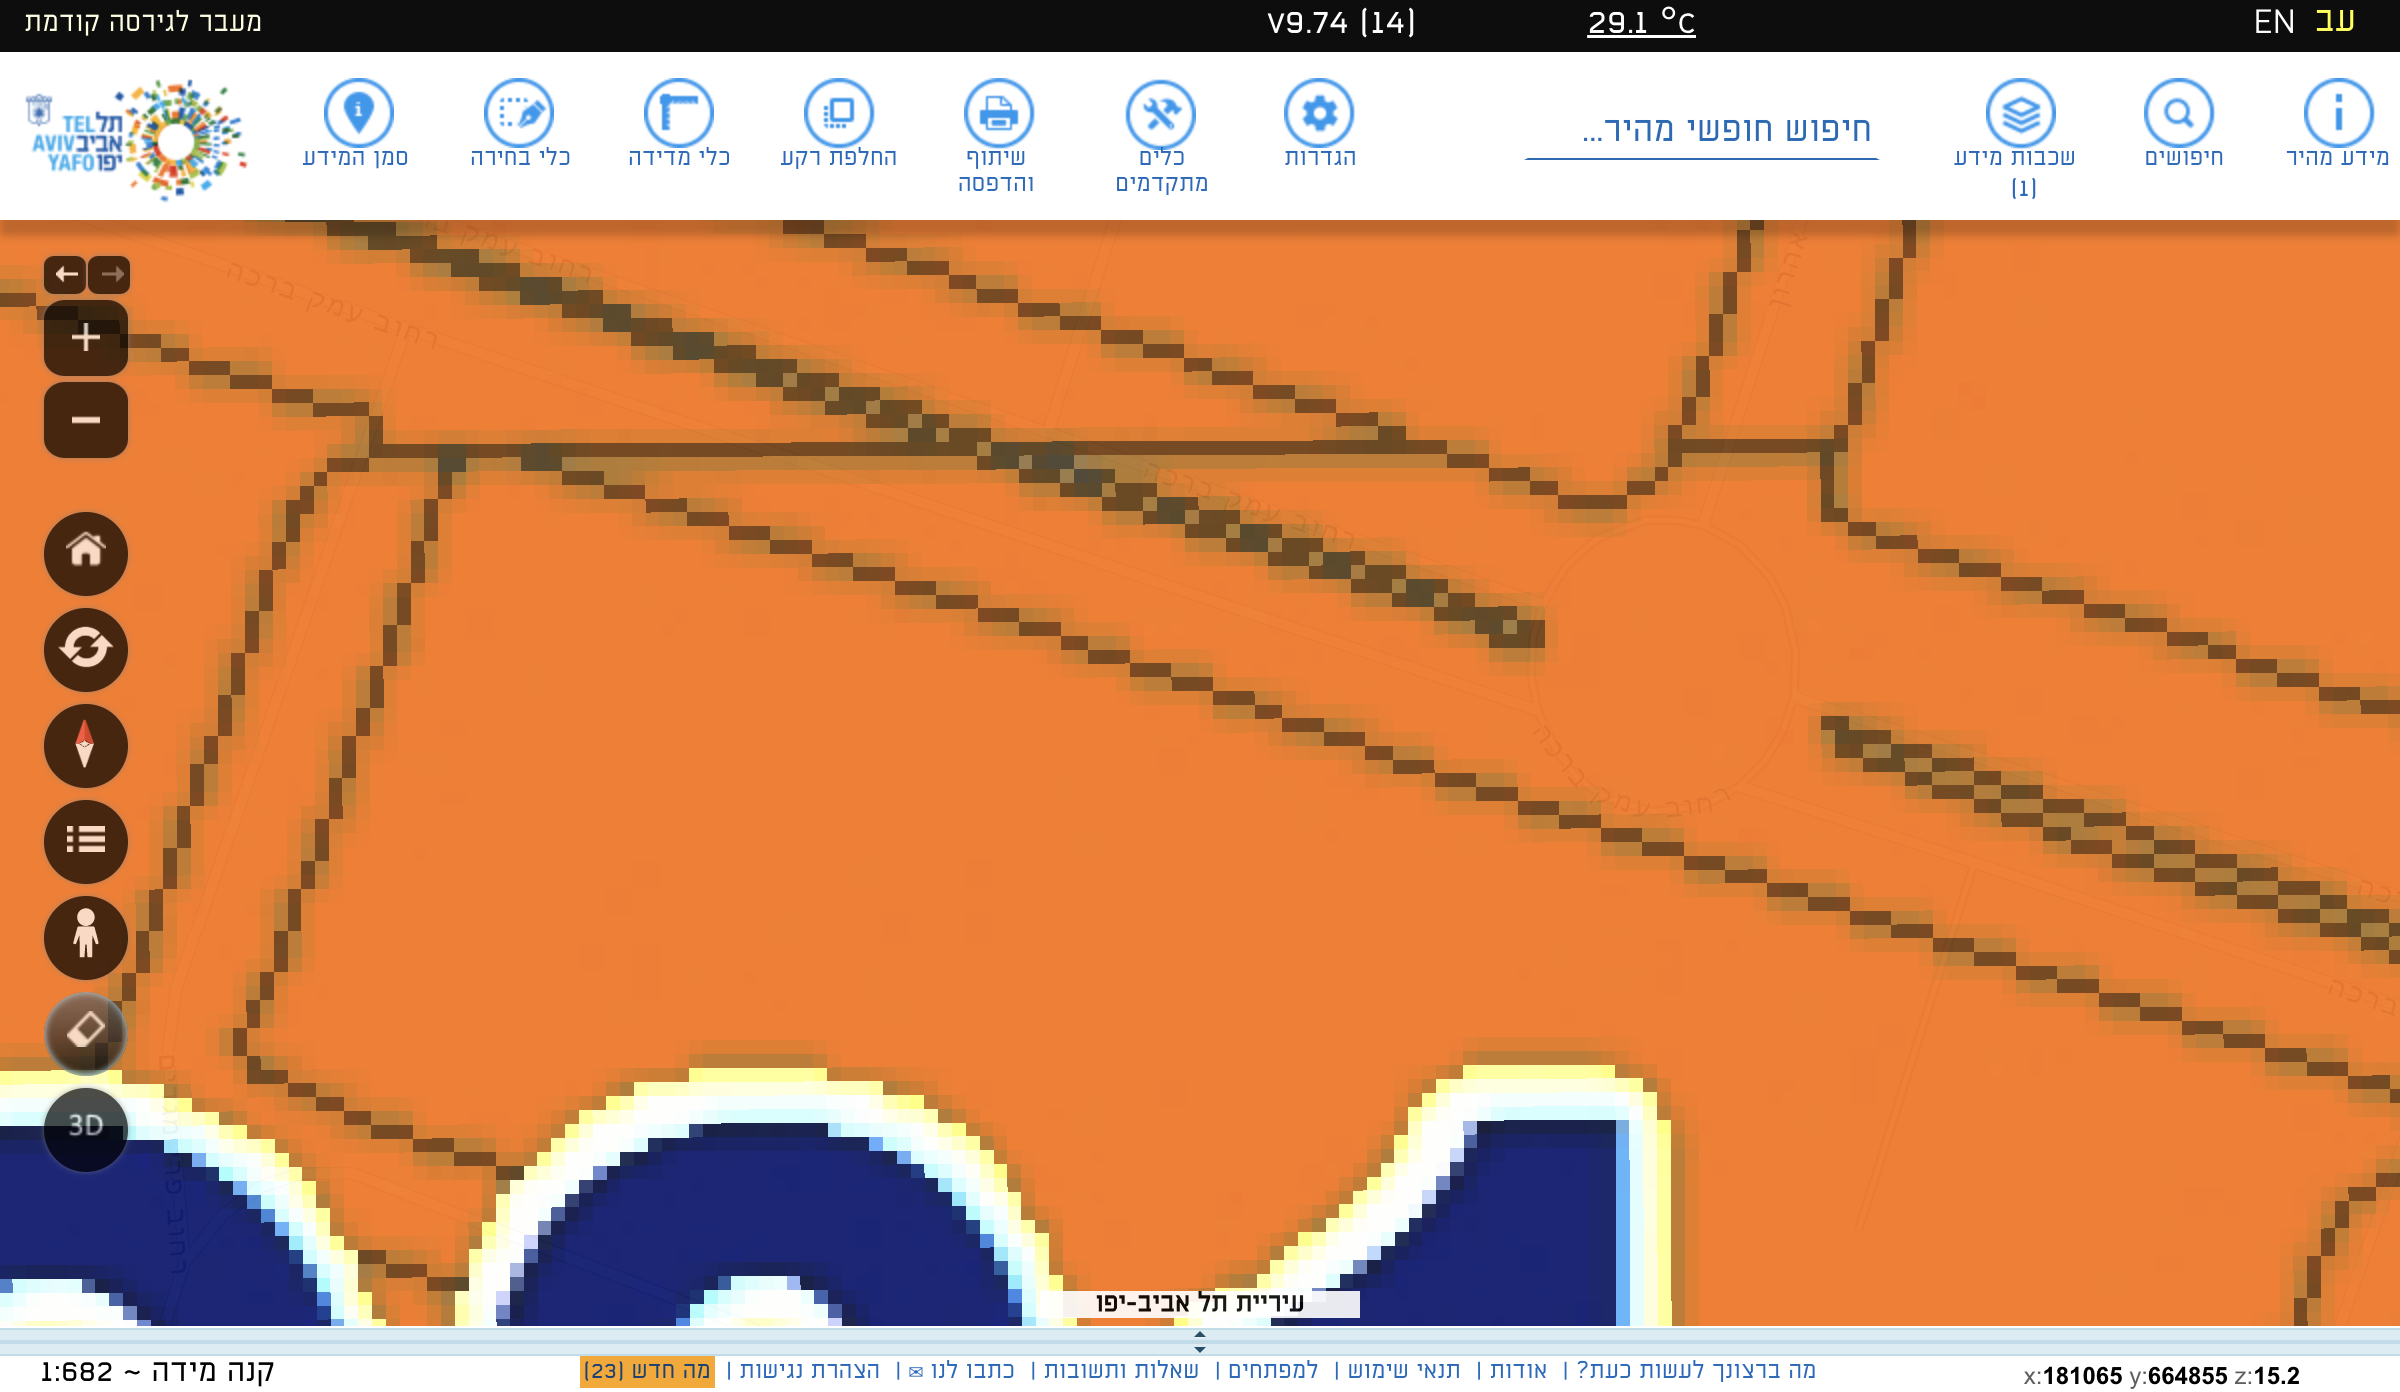 עב
EN
29.1 °C
V9.74 (14)
מעבר לגירסה קודמת
מידע מהיר
חיפושים
שכבות מידע
(1)
חיפוש חופשי מהיר...
הגדרות
כלים
מתקדמים
שיתוף
והדפסה
החלפת רקע
כלי מדידה
כלי בחירה
סמן המידע
תל
אביב
יפו
TEL
AVIV
YAFO
רחוב עמק ברכה
רחוב עמק
אהרון
רחוב עמק ברכה
רחוב עמק ברכה
ברכה
3D
עיריית תל אביב-יפו
מה ברצונך לעשות כעת? | אודות | תנאי שימוש | למפתחים | שאלות ותשובות | כתבו לנו ✉ | הצהרת נגישות | מה חדש (23)
קנה מידה ~ 1:682
x:181065 y:664855 z:15.2